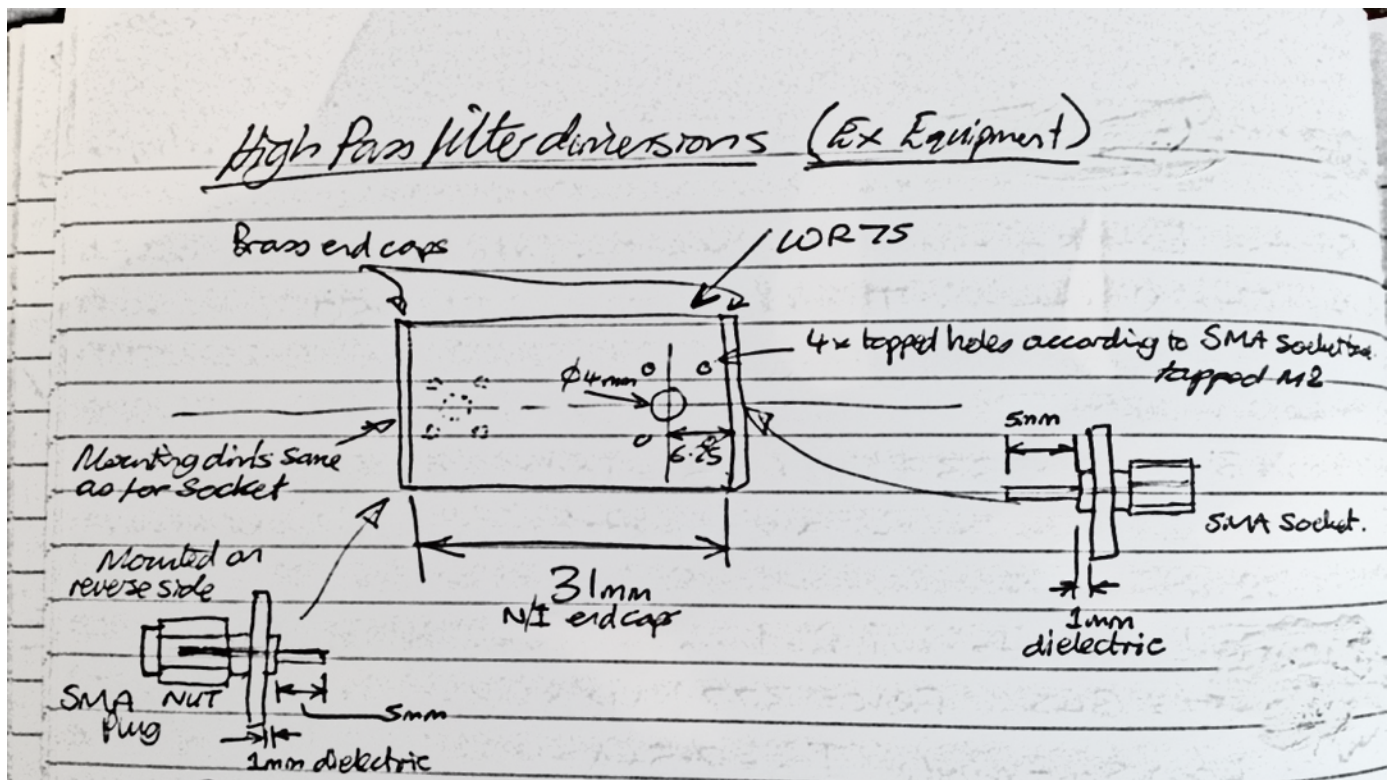 High Pass filter dimensions (Ex Equipment)
Brass end caps
WR75
4x tapped holes according to SMA Socket
tapped M2
Ø4mm
6.25
5mm
Mounting dims same
as for Socket
SMA Socket.
Mounted on
reverse side
31mm
N/I end caps
1mm
dielectric
SMA NUT
Plug
5mm
1mm dielectric